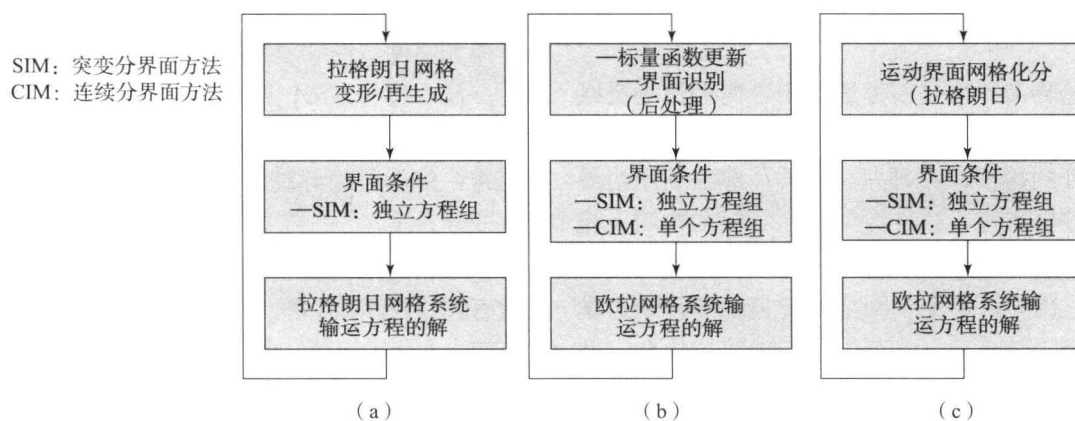 SIM：突变分界面方法
CIM：连续分界面方法
拉格朗日网格
变形/再生成
界面条件
—SIM：独立方程组
拉格朗日网格系统
输运方程的解
（a）
—标量函数更新
—界面识别
（后处理）
界面条件
—SIM：独立方程组
—CIM：单个方程组
欧拉网格系统输
运方程的解
（b）
运动界面网格化分
（拉格朗日）
界面条件
—SIM：独立方程组
—CIM：单个方程组
欧拉网格系统输
运方程的解
（c）